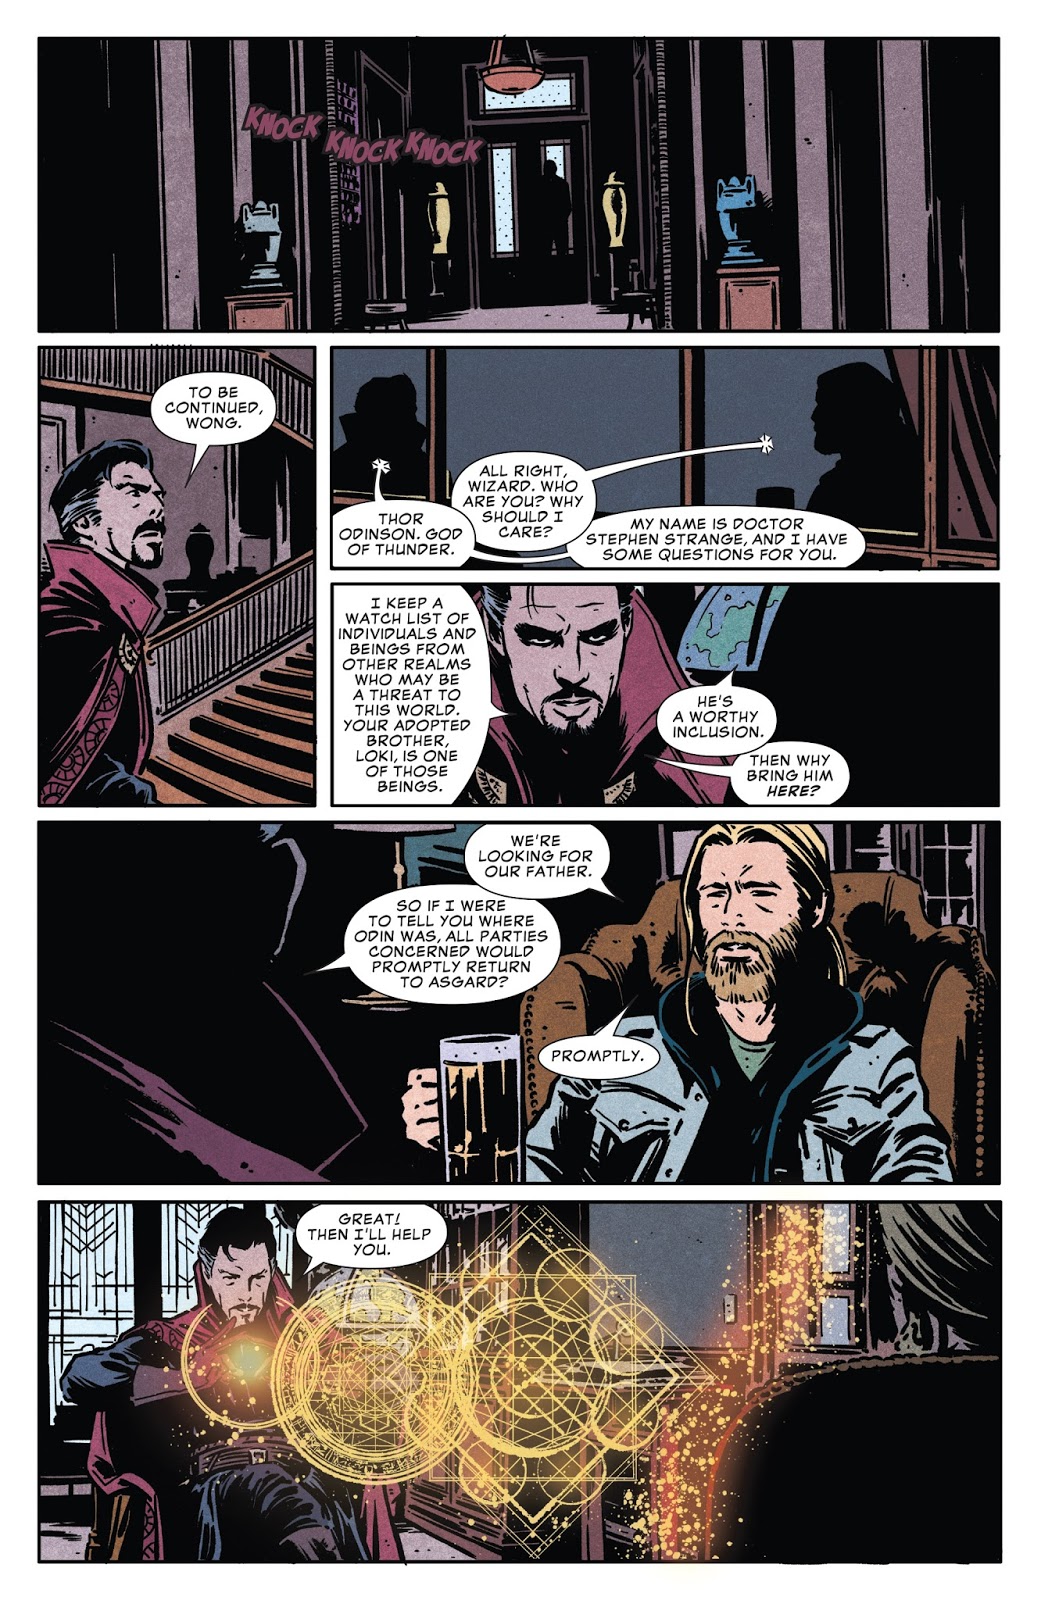 KNOCK
KNOCK KNOCK
TO BE
CONTINUED,
WONG.
THOR
ODINSON. GOD
OF THUNDER.
ALL RIGHT,
WIZARD. WHO
ARE YOU? WHY
SHOULD I
CARE?
MY NAME IS DOCTOR
STEPHEN STRANGE, AND I HAVE
SOME QUESTIONS FOR YOU.
I KEEP A
WATCH LIST OF
INDIVIDUALS AND
BEINGS FROM
OTHER REALMS
WHO MAY BE
A THREAT TO
THIS WORLD.
YOUR ADOPTED
BROTHER,
LOKI, IS ONE
OF THOSE
BEINGS.
HE'S
A WORTHY
INCLUSION.
THEN WHY
BRING HIM
HERE?
WE'RE
LOOKING FOR
OUR FATHER.
SO IF I WERE
TO TELL YOU WHERE
ODIN WAS, ALL PARTIES
CONCERNED WOULD
PROMPTLY RETURN
TO ASGARD?
PROMPTLY.
GREAT!
THEN I'LL HELP
YOU.